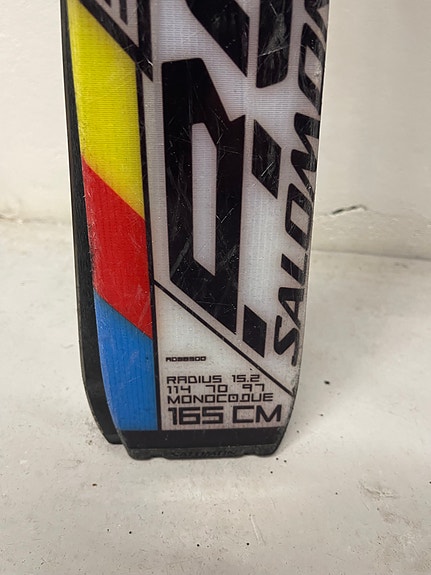 SALOMON
RADIUS 15.2
114 70 97
MONOCOQUE
165 CM